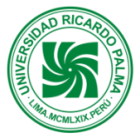 UNIVERSIDAD RICARDO PALMA
· LIMA.MCMLXIX.PERÚ ·